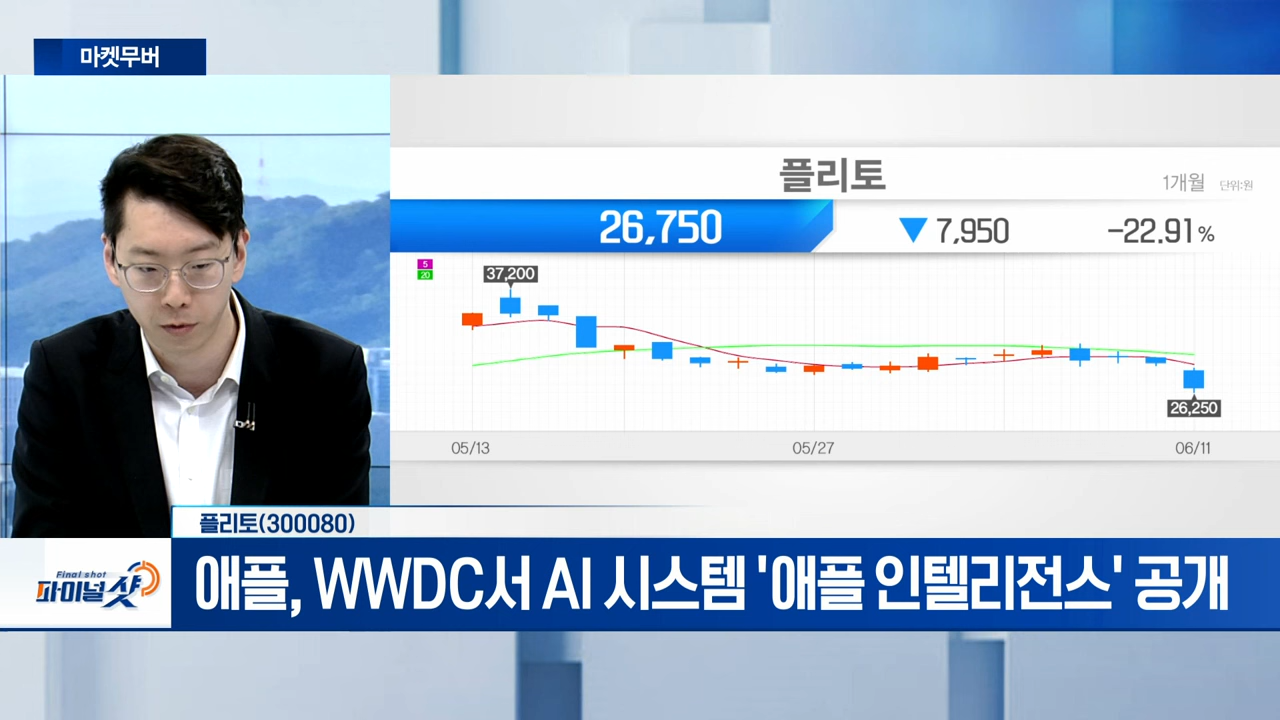 마켓무버
플리토
1개월 단위:원
26,750 ▼ 7,950 -22.91%
5
20
37,200
26,250
05/13 05/27 06/11
플리토(300080)
Final shot
파이널샷
애플, WWDC서 AI 시스템 '애플 인텔리전스' 공개